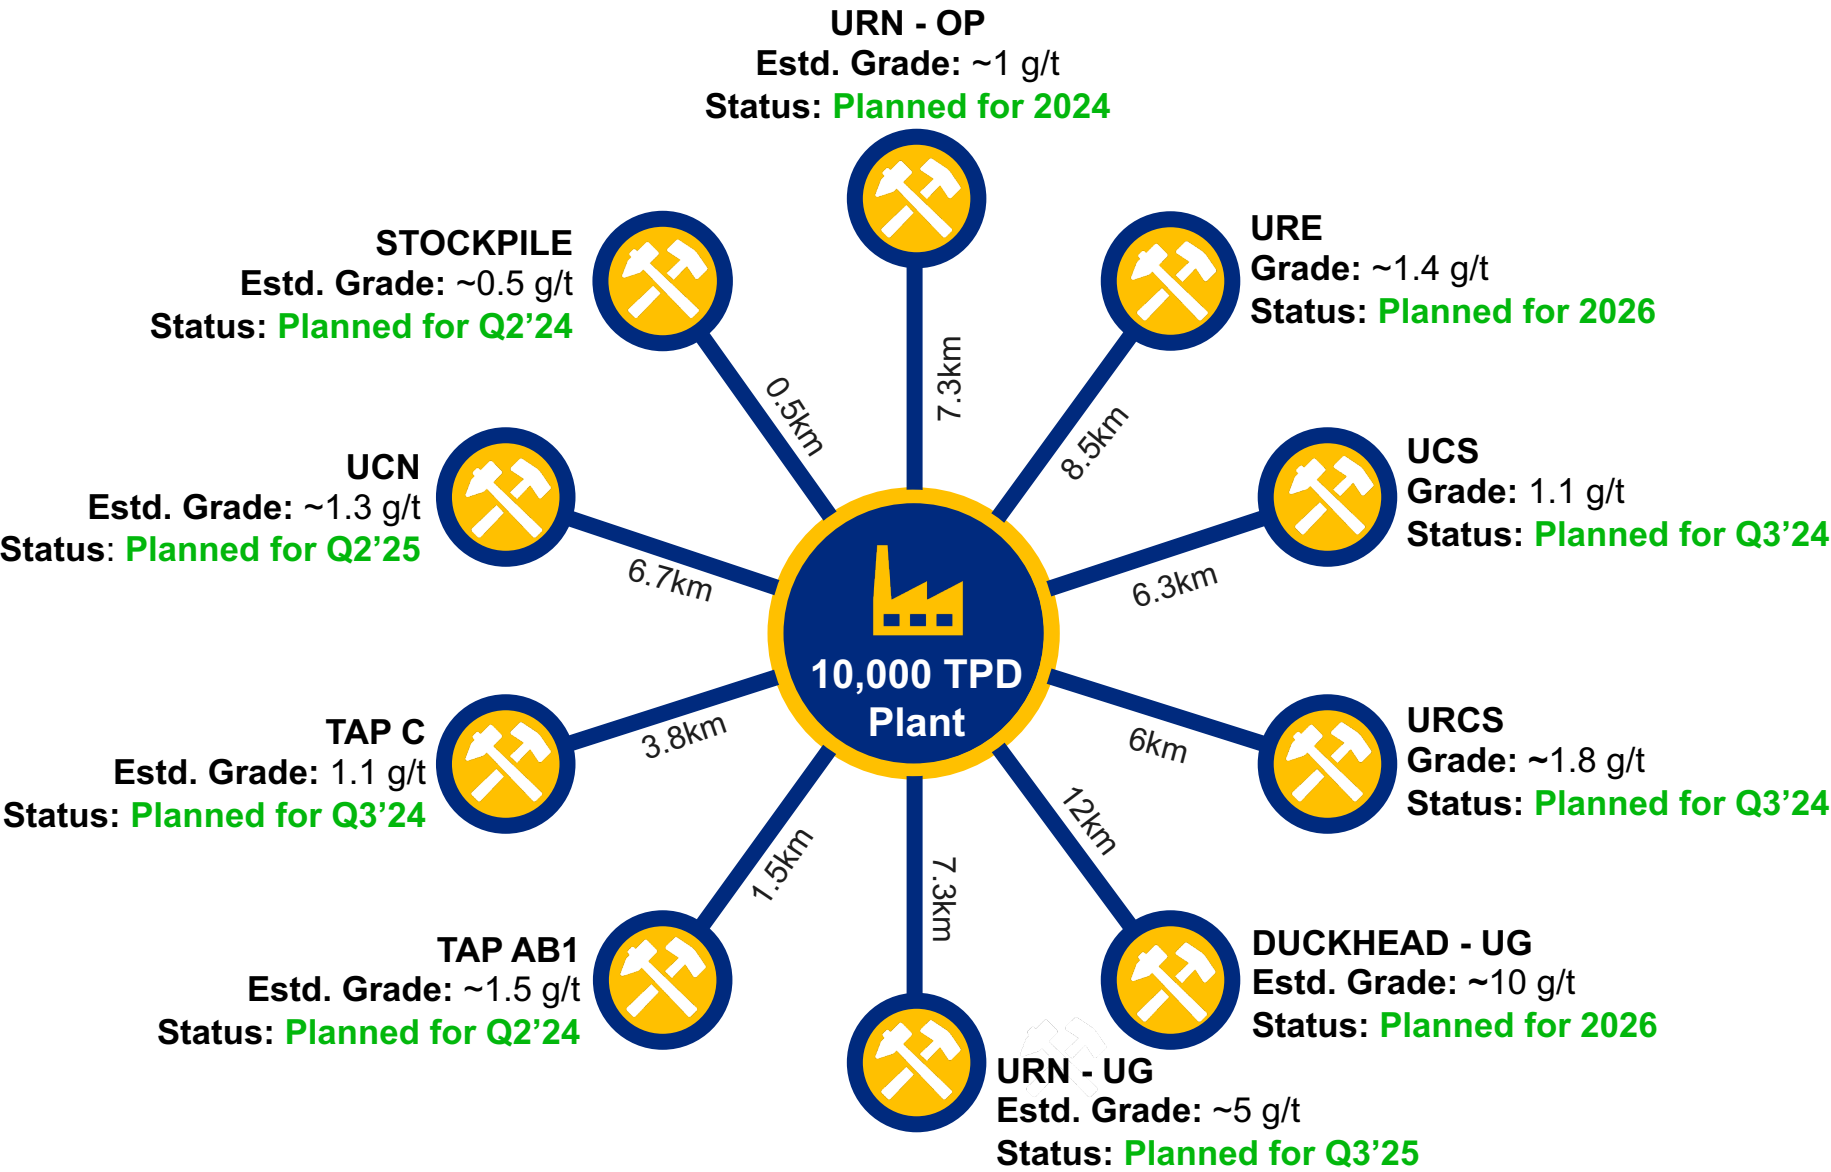 URN - OP
Estd. Grade: ~1 g/t
Status: Planned for 2024
STOCKPILE
Estd. Grade: ~0.5 g/t
Status: Planned for Q2’24
URE
Grade: ~1.4 g/t
Status: Planned for 2026
0.5km
7.3km
8.5km
UCN
Estd. Grade: ~1.3 g/t
Status: Planned for Q2’25
UCS
Grade: 1.1 g/t
Status: Planned for Q3’24
6.7km
6.3km
10,000 TPD
Plant
TAP C
Estd. Grade: 1.1 g/t
Status: Planned for Q3’24
3.8km
6km
URCS
Grade: ~1.8 g/t
Status: Planned for Q3’24
1.5km
7.3km
12km
TAP AB1
Estd. Grade: ~1.5 g/t
Status: Planned for Q2’24
DUCKHEAD - UG
Estd. Grade: ~10 g/t
Status: Planned for 2026
URN - UG
Estd. Grade: ~5 g/t
Status: Planned for Q3’25